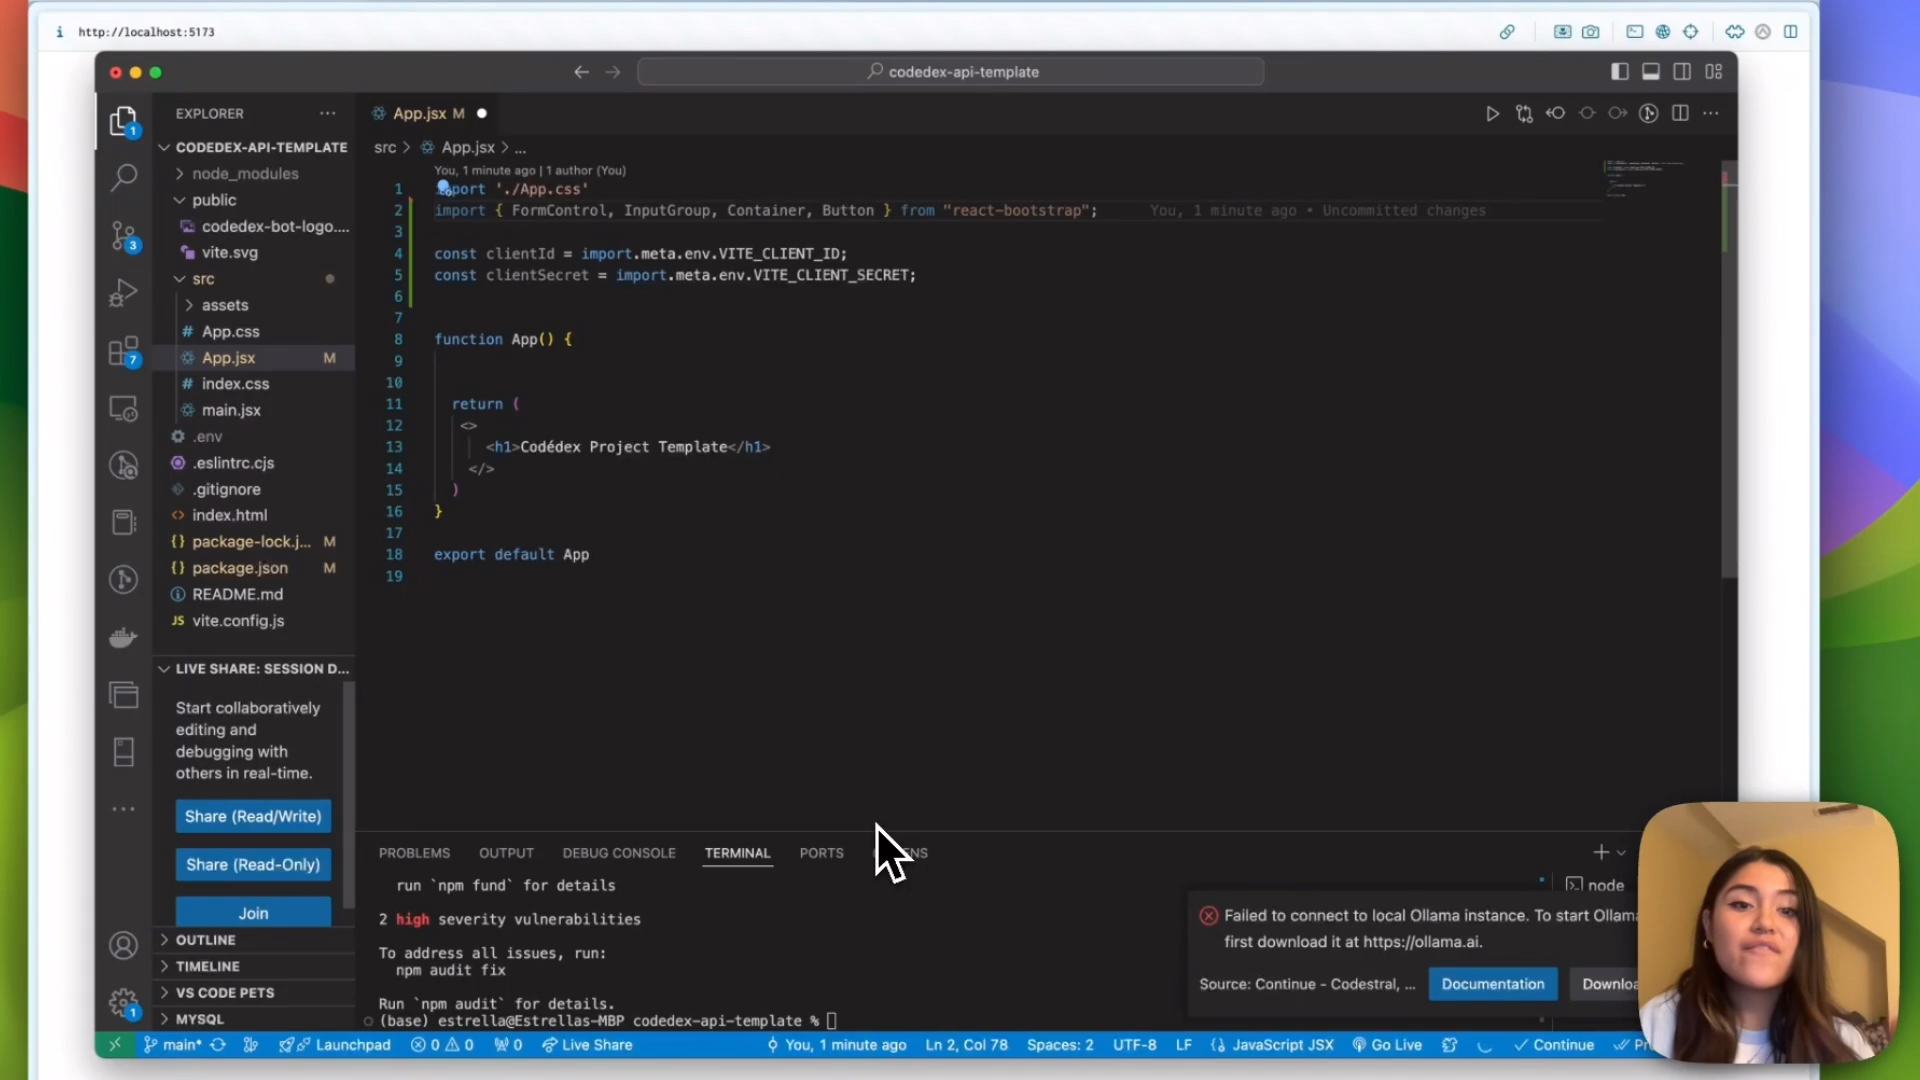 http://localhost:5173
codedex-api-template
EXPLORER
App.jsx M
CODEDEX-API-TEMPLATE
src > App.jsx > ...
node_modules
You, 1 minute ago | 1 author (You)
public
codedex-bot-logo....
vite.svg
src
assets
App.css
App.jsx M
index.css
main.jsx
.env
.eslintrc.cjs
.gitignore
index.html
package-lock.j... M
package.json M
README.md
JS vite.config.js
1 import './App.css'
2 import { FormControl, InputGroup, Container, Button } from "react-bootstrap"; You, 1 minute ago • Uncommitted changes
3
4 const clientId = import.meta.env.VITE_CLIENT_ID;
5 const clientSecret = import.meta.env.VITE_CLIENT_SECRET;
6
7
8 function App() {
9
10
11 return (
12 <>
13 <h1>Codédex Project Template</h1>
14 </>
15 )
16 }
17
18 export default App
19
LIVE SHARE: SESSION D...
Start collaboratively
editing and
debugging with
others in real-time.
Share (Read/Write)
Share (Read-Only)
Join
OUTLINE
TIMELINE
VS CODE PETS
MYSQL
PROBLEMS OUTPUT DEBUG CONSOLE TERMINAL PORTS
run `npm fund` for details
2 high severity vulnerabilities
To address all issues, run:
npm audit fix
Run `npm audit` for details.
(base) estrella@Estrellas-MBP codedex-api-template %
node
Failed to connect to local Ollama instance. To start Ollama
first download it at https://ollama.ai.
Source: Continue - Codestral, ...
Documentation
main* Launchpad 0 0 0 Live Share You, 1 minute ago Ln 2, Col 78 Spaces: 2 UTF-8 LF JavaScript JSX Go Live Continue
1
3
7
1